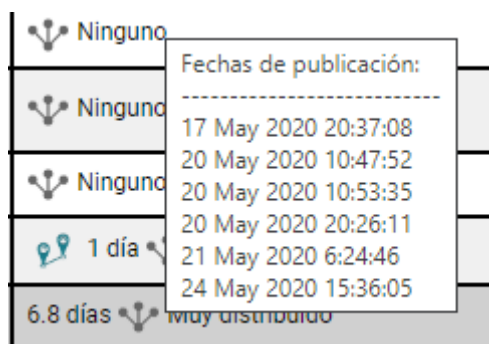 Ninguno
Fechas de publicación:
---------------------------
Ninguno
17 May 2020 20:37:08
20 May 2020 10:47:52
Ninguno
20 May 2020 10:53:35
20 May 2020 20:26:11
1 día
21 May 2020 6:24:46
24 May 2020 15:36:05
6.8 días Muy distribuido